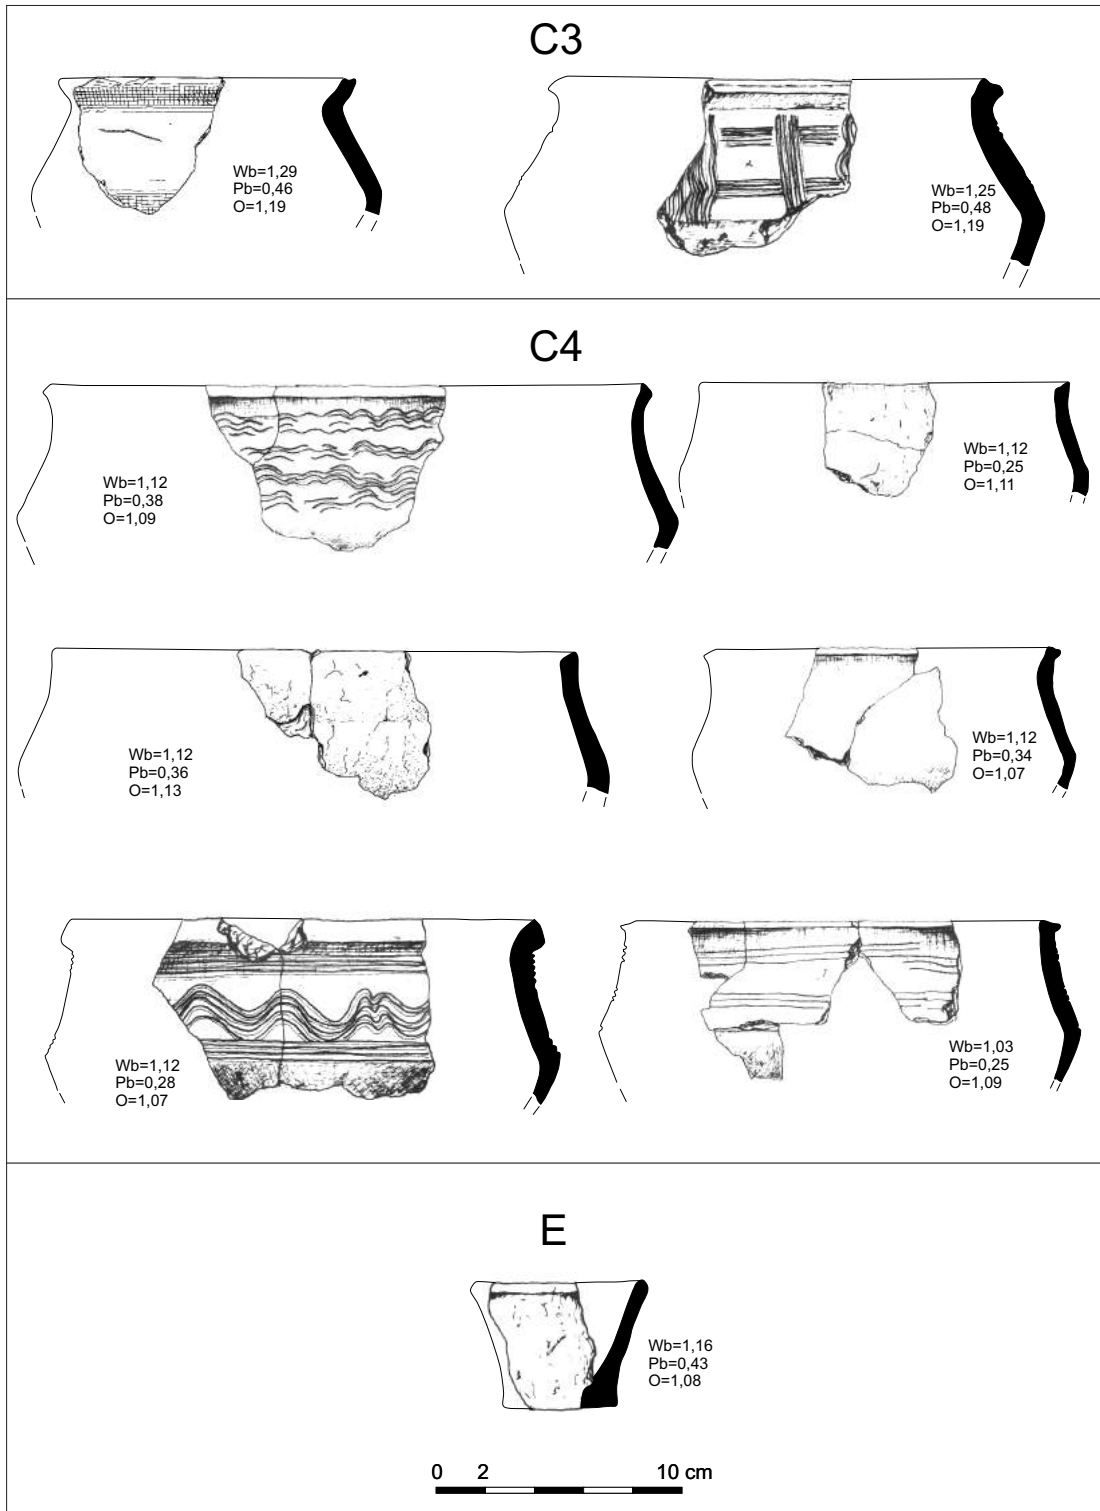 C3
Wb=1,29
Pb=0,46
O=1,19
Wb=1,25
Pb=0,48
O=1,19
C4
Wb=1,12
Pb=0,38
O=1,09
Wb=1,12
Pb=0,25
O=1,11
Wb=1,12
Pb=0,36
O=1,13
Wb=1,12
Pb=0,34
O=1,07
Wb=1,12
Pb=0,28
O=1,07
Wb=1,03
Pb=0,25
O=1,09
E
Wb=1,16
Pb=0,43
O=1,08
0 2 10 cm